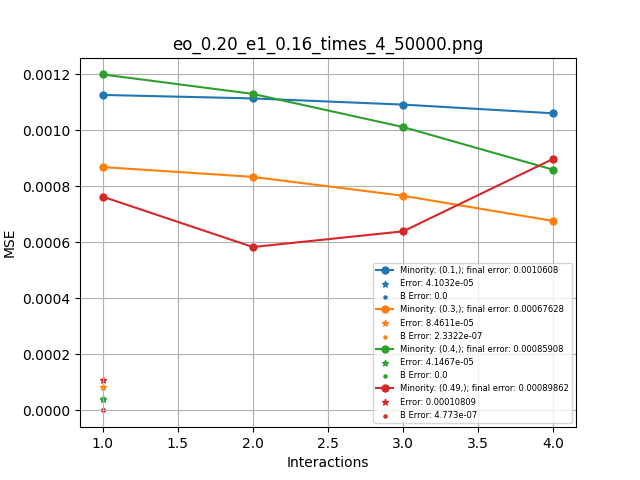 eo_0.20_e1_0.16_times_4_50000.png
0.0012
0.0010
0.0008
0.0006
0.0004
0.0002
0.0000
MSE
Minority: (0.1,); final error: 0.0010608
Error: 4.1032e-05
B Error: 0.0
Minority: (0.3,); final error: 0.00067628
Error: 8.4611e-05
B Error: 2.3322e-07
Minority: (0.4,); final error: 0.00085908
Error: 4.1467e-05
B Error: 0.0
Minority: (0.49,); final error: 0.00089862
Error: 0.00010809
B Error: 4.773e-07
1.0 1.5 2.0 2.5 3.0 3.5 4.0
Interactions